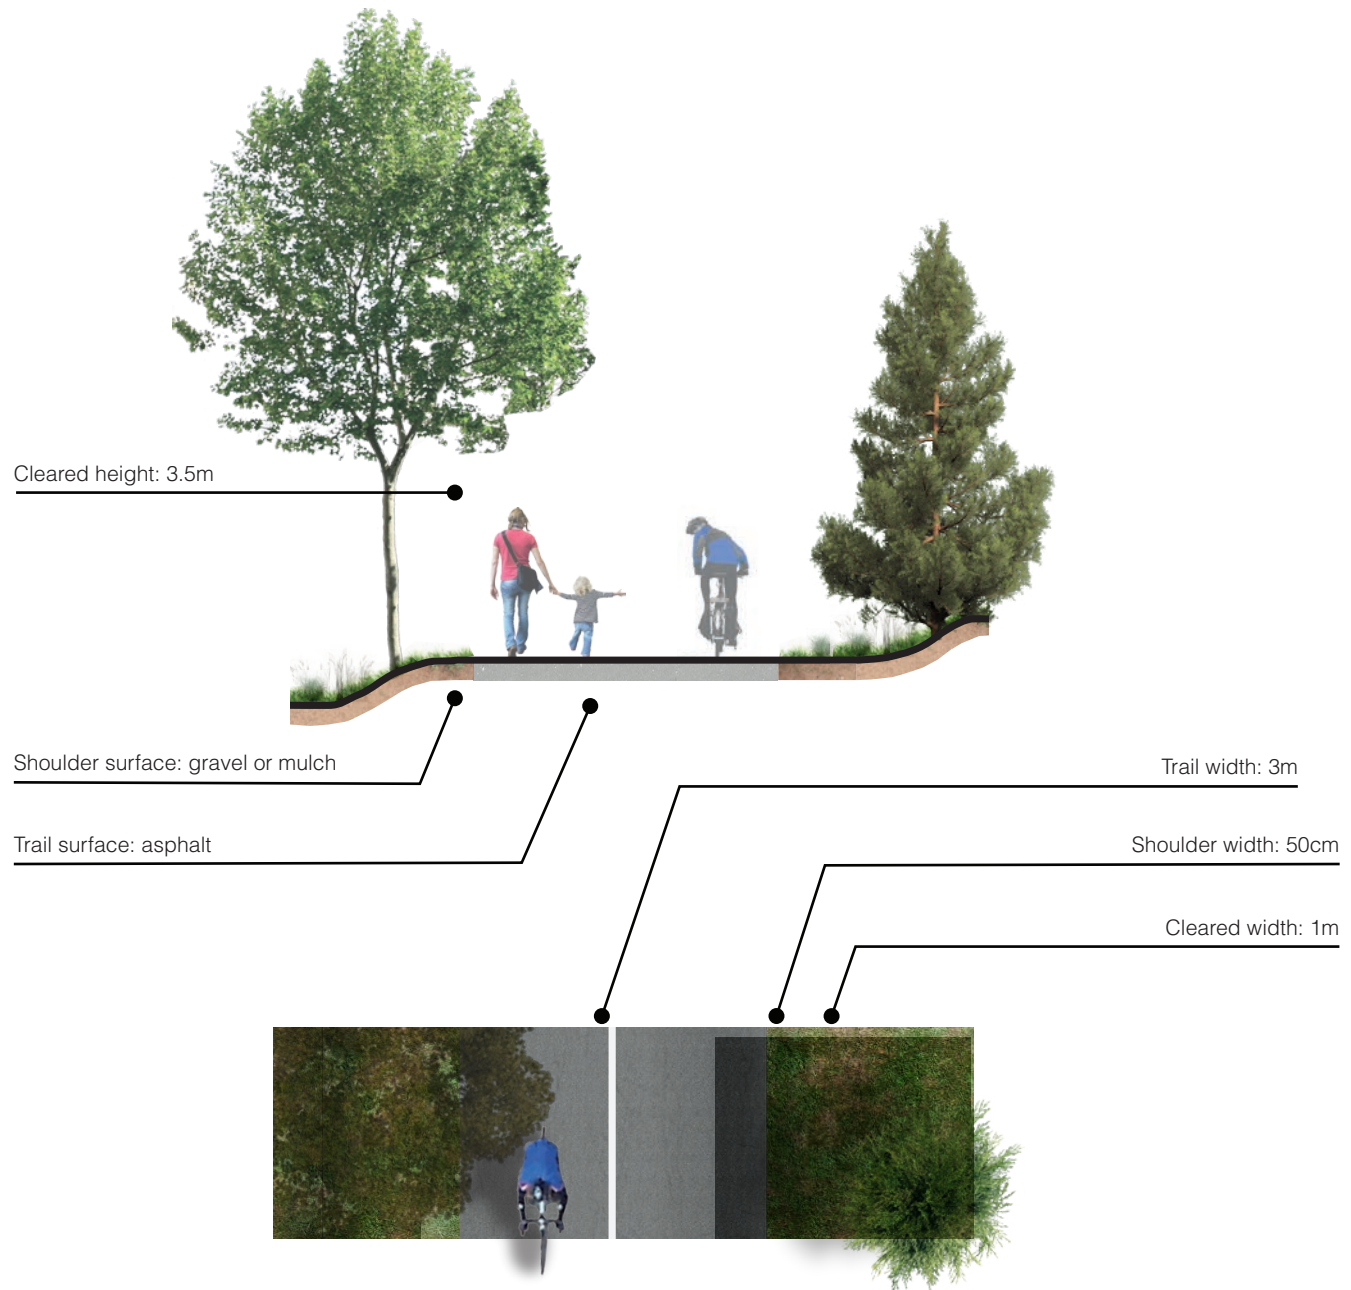 Cleared height: 3.5m
Shoulder surface: gravel or mulch
Trail width: 3m
Trail surface: asphalt
Shoulder width: 50cm
Cleared width: 1m